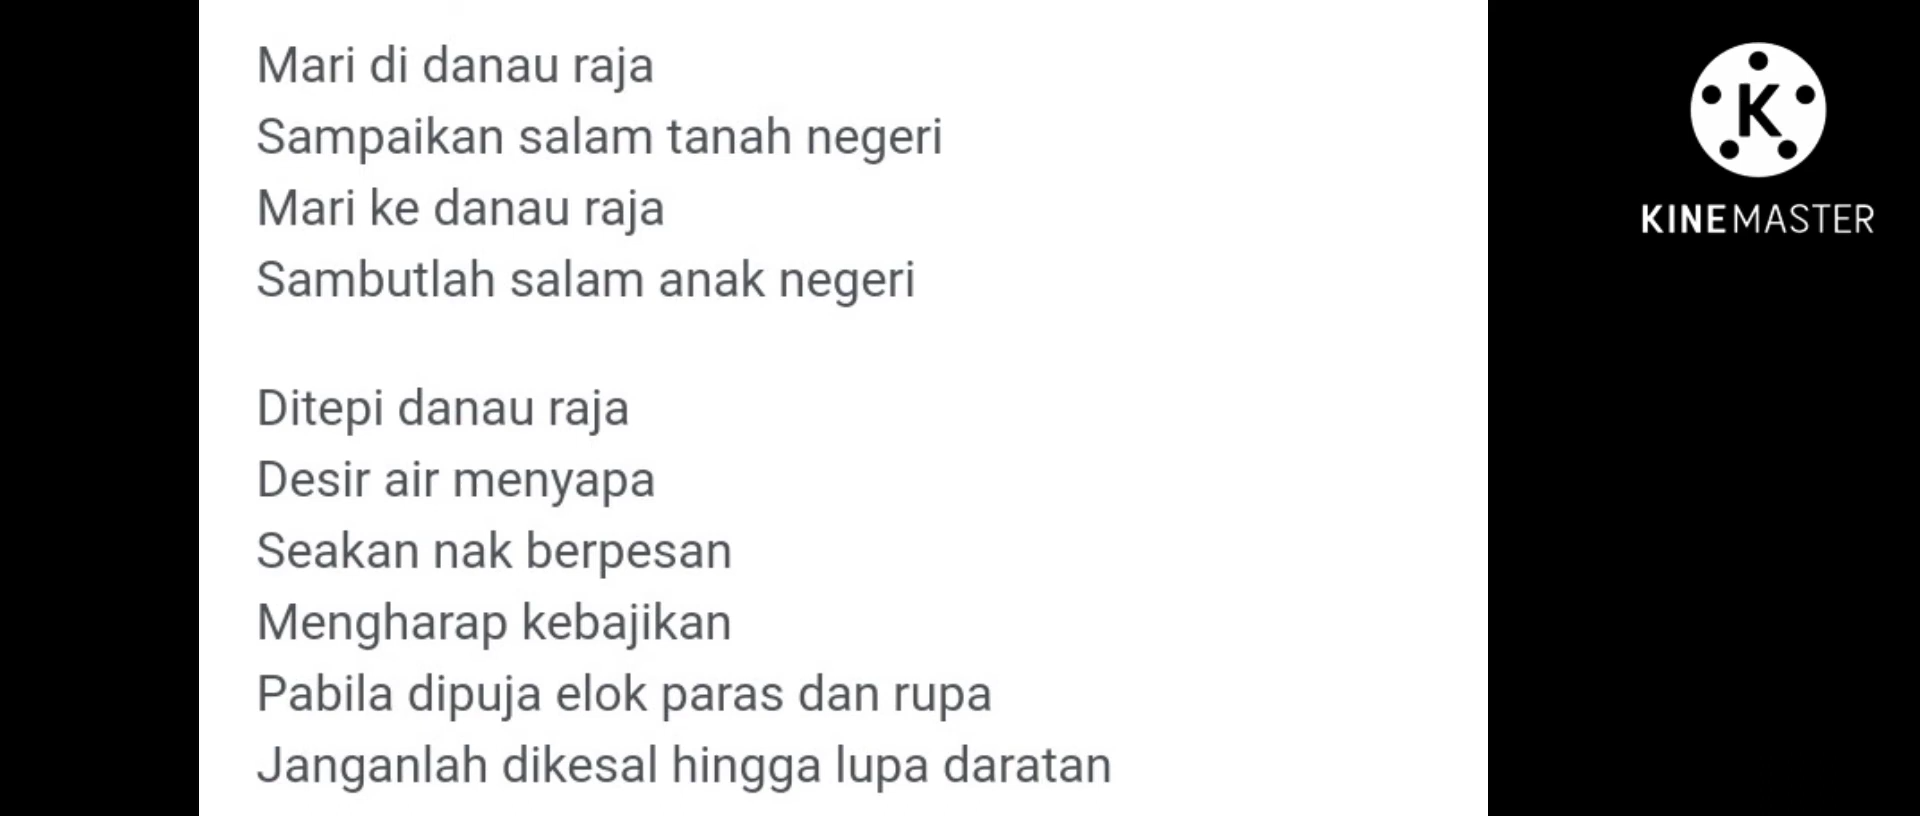 Mari di danau raja
Sampaikan salam tanah negeri
Mari ke danau raja
Sambutlah salam anak negeri
Ditepi danau raja
Desir air menyapa
Seakan nak berpesan
Mengharap kebajikan
Pabila dipuja elok paras dan rupa
Janganlah dikesal hingga lupa daratan
K
KINEMASTER